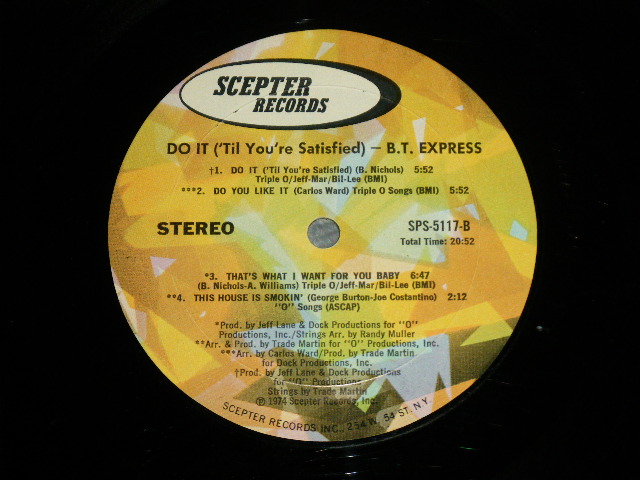 SCEPTER
RECORDS
DO IT ('Til You're Satisfied) — B.T. EXPRESS
†1. DO IT ('Til You're Satisfied) (B. Nichols) 5:52
Triple O/Jeff-Mar/Bil-Lee (BMI)
***2. DO YOU LIKE IT (Carlos Ward) Triple O Songs (BMI) 5:52
STEREO
SPS-5117-B
Total Time: 20:52
*3. THAT'S WHAT I WANT FOR YOU BABY 6:47
(B. Nichols-A. Williams) Triple O/Jeff-Mar/Bil-Lee (BMI)
**4. THIS HOUSE IS SMOKIN' (George Burton-Joe Costantino) 2:12
"O" Songs (ASCAP)
*Prod. by Jeff Lane & Dock Productions for "O"
Productions, Inc./Strings Arr. by Randy Muller
**Arr. & Prod. by Trade Martin for "O" Productions, Inc.
***Arr. by Carlos Ward/Prod. by Trade Martin
for Dock Productions, Inc.
†Prod. by Jeff Lane & Dock Productions
for "O" Productions
Strings by Trade Martin
℗ 1974 Scepter Records, Inc.
SCEPTER RECORDS INC., 254 W. 54 ST. N.Y.